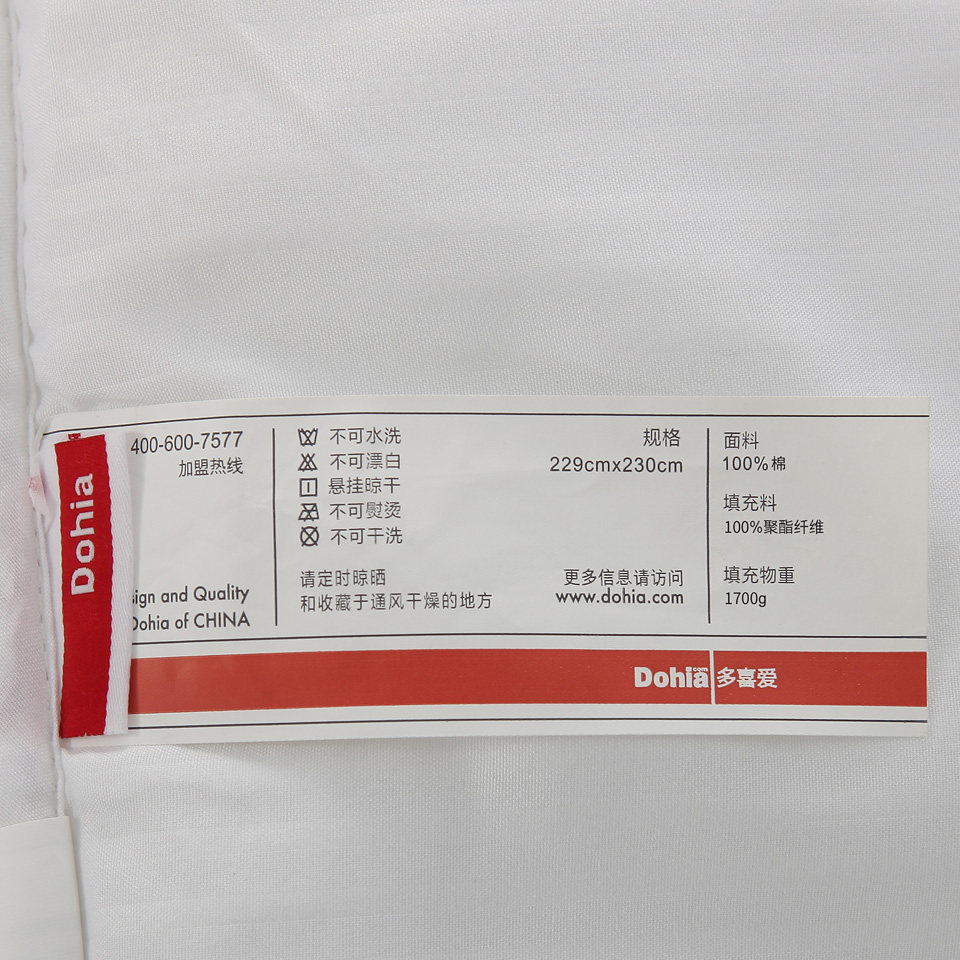 Dohia
400-600-7577
加盟热线
and Quality
Dohia of CHINA
不可水洗
不可漂白
悬挂晾干
不可熨烫
不可干洗
请定时晾晒
和收藏于通风干燥的地方
规格
229cmx230cm
更多信息请访问
www.dohia.com
面料
100%棉
填充料
100%聚酯纤维
填充物重
1700g
Dohia.com 多喜爱